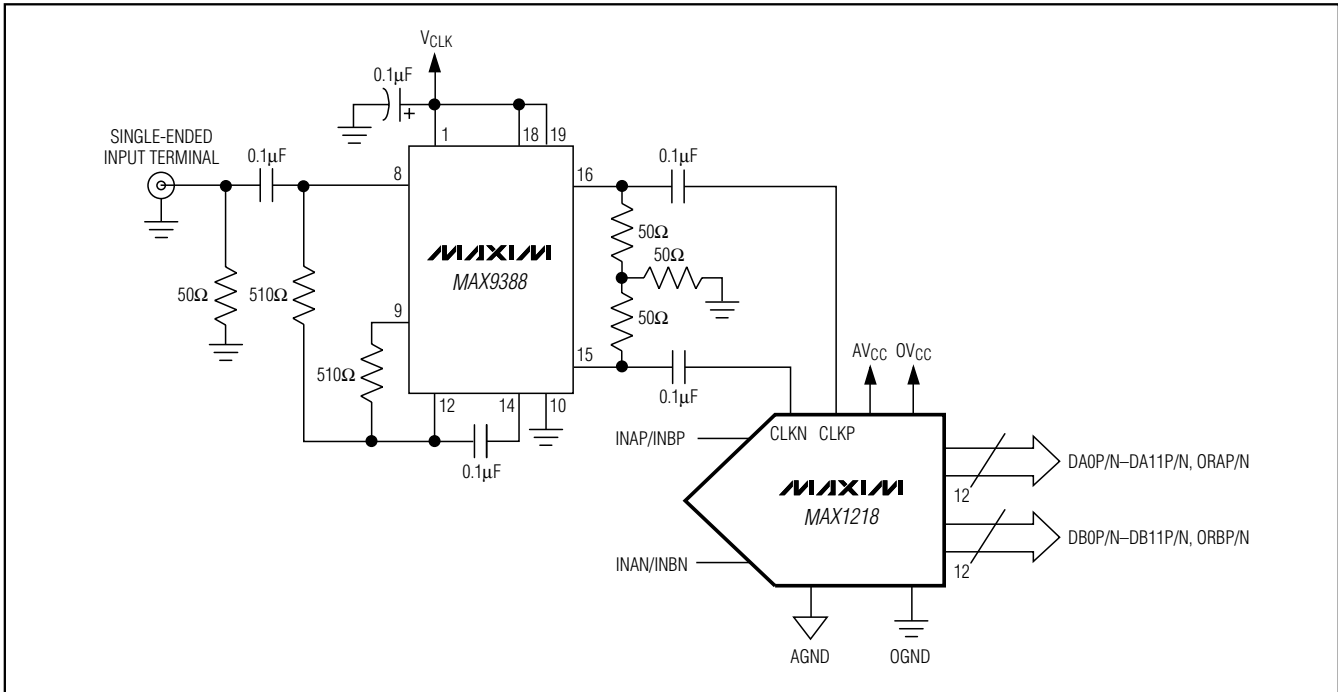 VCLK
0.1µF
+
SINGLE-ENDED
INPUT TERMINAL
0.1µF
1
18
19
8
16
0.1µF
50Ω
50Ω
50Ω
510Ω
MAXIM
MAX9388
9
50Ω
15
510Ω
0.1µF
12
14
10
0.1µF
AVCC
OVCC
INAP/INBP
CLKN
CLKP
DA0P/N–DA11P/N, ORAP/N
12
MAXIM
MAX1218
DB0P/N–DB11P/N, ORBP/N
12
INAN/INBN
AGND
OGND